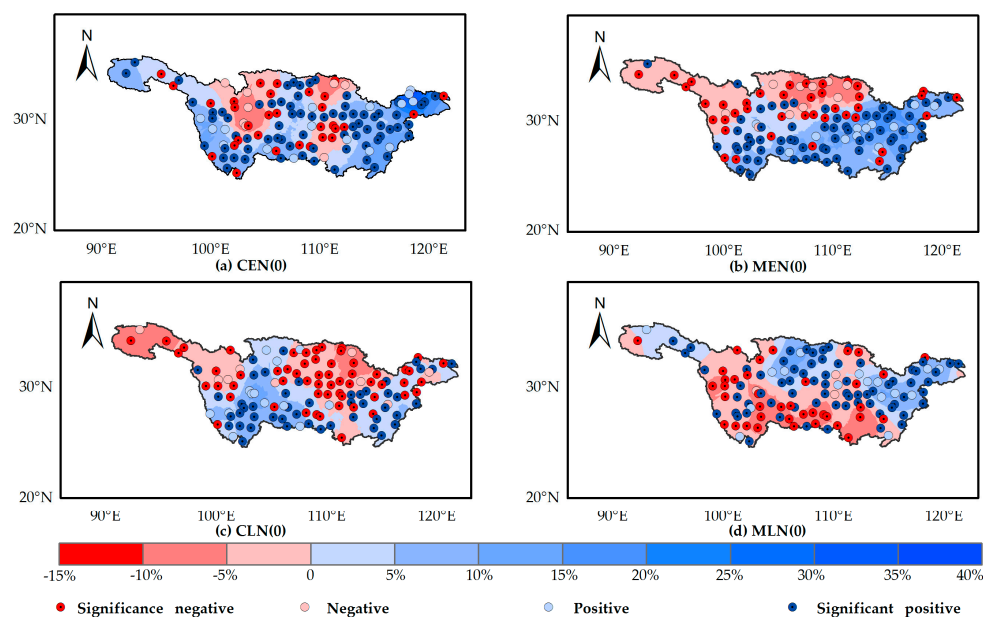 N
N
30°N
30°N
20°N
20°N
90°E 100°E 110°E 120°E
90°E 100°E 110°E 120°E
(a) CEN(0)
(b) MEN(0)
N
N
30°N
30°N
20°N
20°N
90°E 100°E 110°E 120°E
90°E 100°E 110°E 120°E
(c) CLN(0)
(d) MLN(0)
-15% -10% -5% 0 5% 10% 15% 20% 25% 30% 35% 40%
Significance negative Negative Positive Significant positive